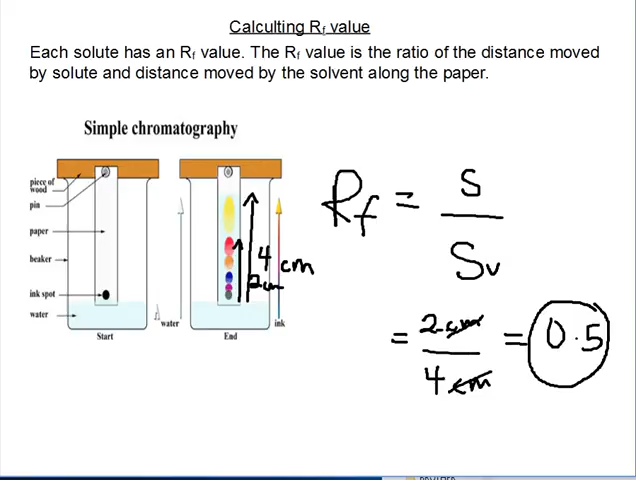 Calculting Rf value
Each solute has an Rf value. The Rf value is the ratio of the distance moved
by solute and distance moved by the solvent along the paper.
Simple chromatography
piece of
wood
pin
paper
beaker
ink spot
water
Start
water
End
ink
4 cm
2cm
Rf = S
Sv
= 2cm = 0.5
4cm